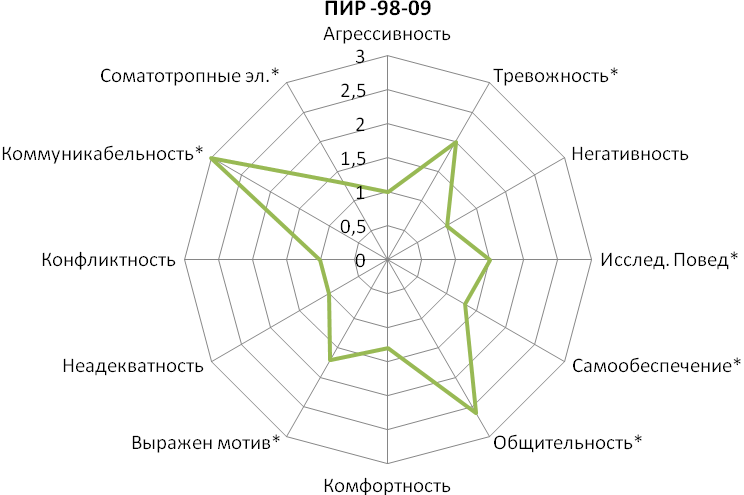 ПИР -98-09
Агрессивность
3
Соматотропные эл.*
Тревожность*
2,5
2
Коммуникабельность*
Негативность
1,5
1
0,5
Конфликтность
0
Исслед. Повед*
Неадекватность
Самообеспечение*
Выражен мотив*
Общительность*
Комфортность